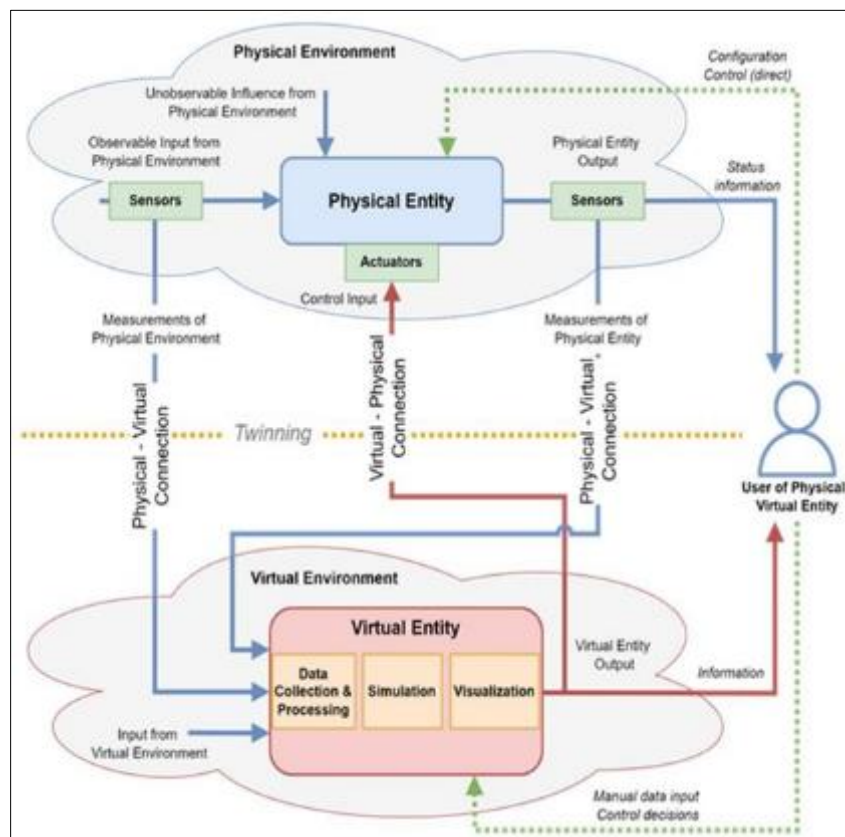 Physical Environment
Configuration
Control (direct)
Unobservable Influence from
Physical Environment
Observable Input from
Physical Environment
Physical Entity
Output
Sensors
Physical Entity
Sensors
Status
information
Actuators
Control Input
Measurements of
Physical Environment
Measurements of
Physical Entity
Physical - Virtual
Connection
Virtual - Physical
Connection
Physical - Virtual
Connection
Twinning
User of Physical
Virtual Entity
Virtual Environment
Virtual Entity
Data
Collection &
Processing
Simulation
Visualization
Virtual Entity
Output
Information
Input from
Virtual Environment
Manual data input
Control decisions